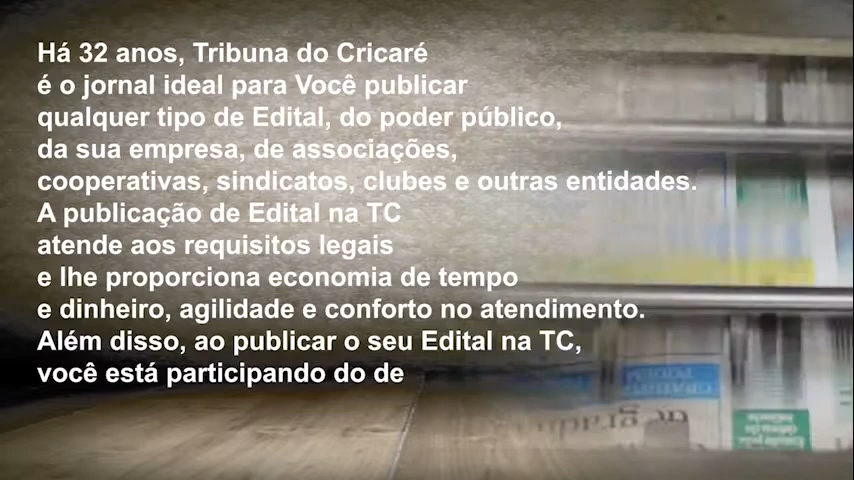 Há 32 anos, Tribuna do Cricaré
é o jornal ideal para Você publicar
qualquer tipo de Edital, do poder público,
da sua empresa, de associações,
cooperativas, sindicatos, clubes e outras entidades.
A publicação de Edital na TC
atende aos requisitos legais
e lhe proporciona economia de tempo
e dinheiro, agilidade e conforto no atendimento.
Além disso, ao publicar o seu Edital na TC,
você está participando do de